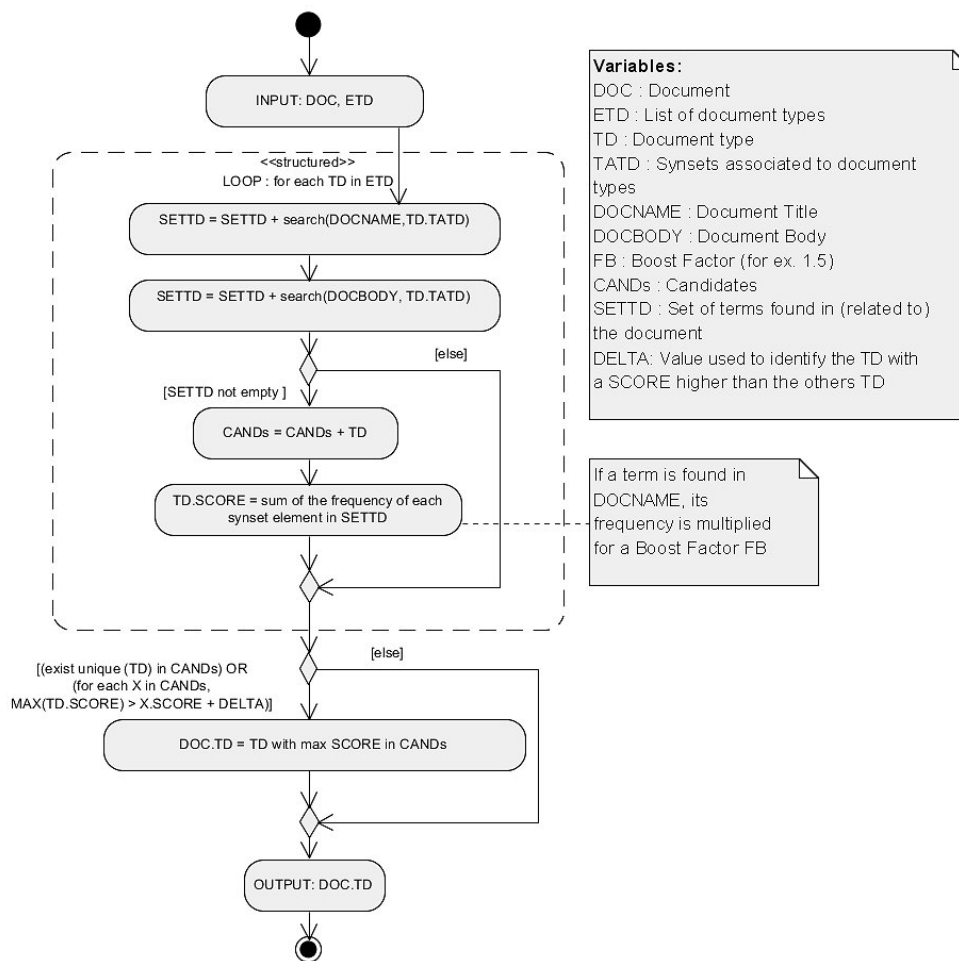 INPUT: DOC, ETD
<<structured>>
LOOP : for each TD in ETD
SETTD = SETTD + search(DOCNAME,TD.TATD)
SETTD = SETTD + search(DOCBODY, TD.TATD)
[else]
[SETTD not empty ]
CANDs = CANDs + TD
TD.SCORE = sum of the frequency of each
synset element in SETTD
[else]
[(exist unique (TD) in CANDs) OR
(for each X in CANDs,
MAX(TD.SCORE) > X.SCORE + DELTA)]
DOC.TD = TD with max SCORE in CANDs
OUTPUT: DOC.TD
Variables:
DOC : Document
ETD : List of document types
TD : Document type
TATD : Synsets associated to document
types
DOCNAME : Document Title
DOCBODY : Document Body
FB : Boost Factor (for ex. 1.5)
CANDs : Candidates
SETTD : Set of terms found in (related to)
the document
DELTA: Value used to identify the TD with
a SCORE higher than the others TD
If a term is found in
DOCNAME, its
frequency is multiplied
for a Boost Factor FB